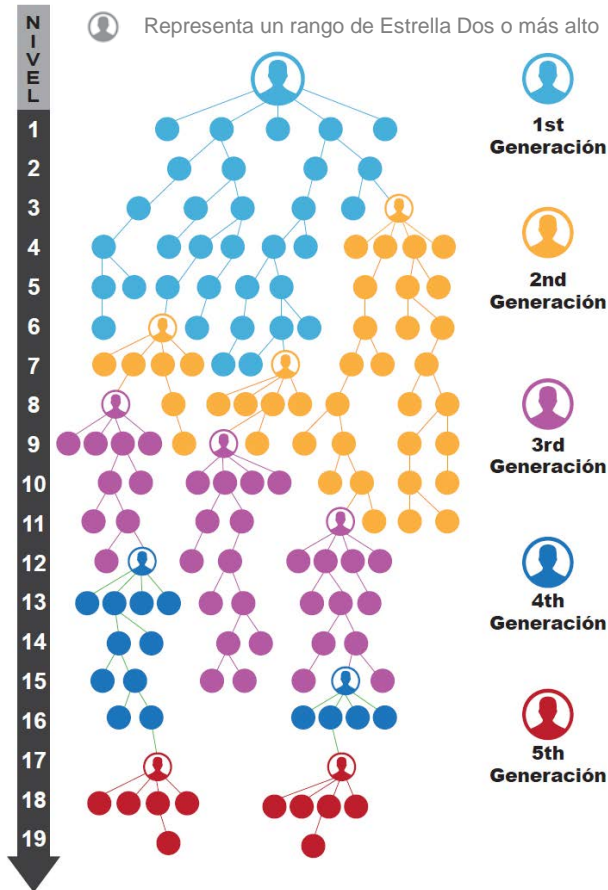 NIVEL
Representa un rango de Estrella Dos o más alto
1
2
3
4
5
6
7
8
9
10
11
12
13
14
15
16
17
18
19
1st
Generación
2nd
Generación
3rd
Generación
4th
Generación
5th
Generación